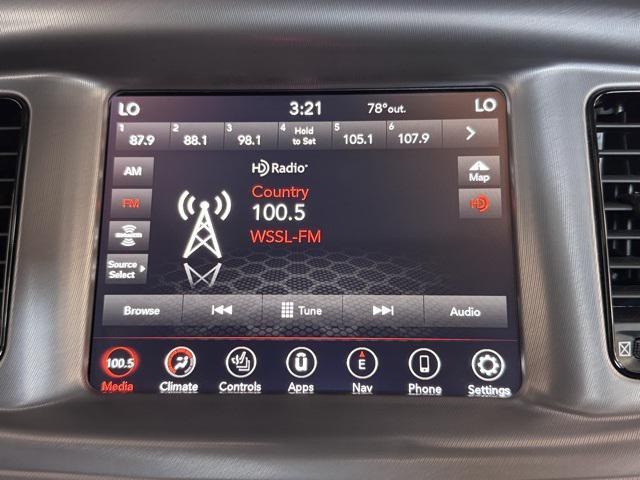 LO 3:21 78°out. LO
1 87.9 2 88.1 3 98.1 4 Hold to Set 5 105.1 6 107.9
AM
HD Radio
Map
Country
FM
100.5
HD
WSSL-FM
Source
Select
Browse Tune Audio
100.5 E
Media Climate Controls Apps Nav Phone Settings